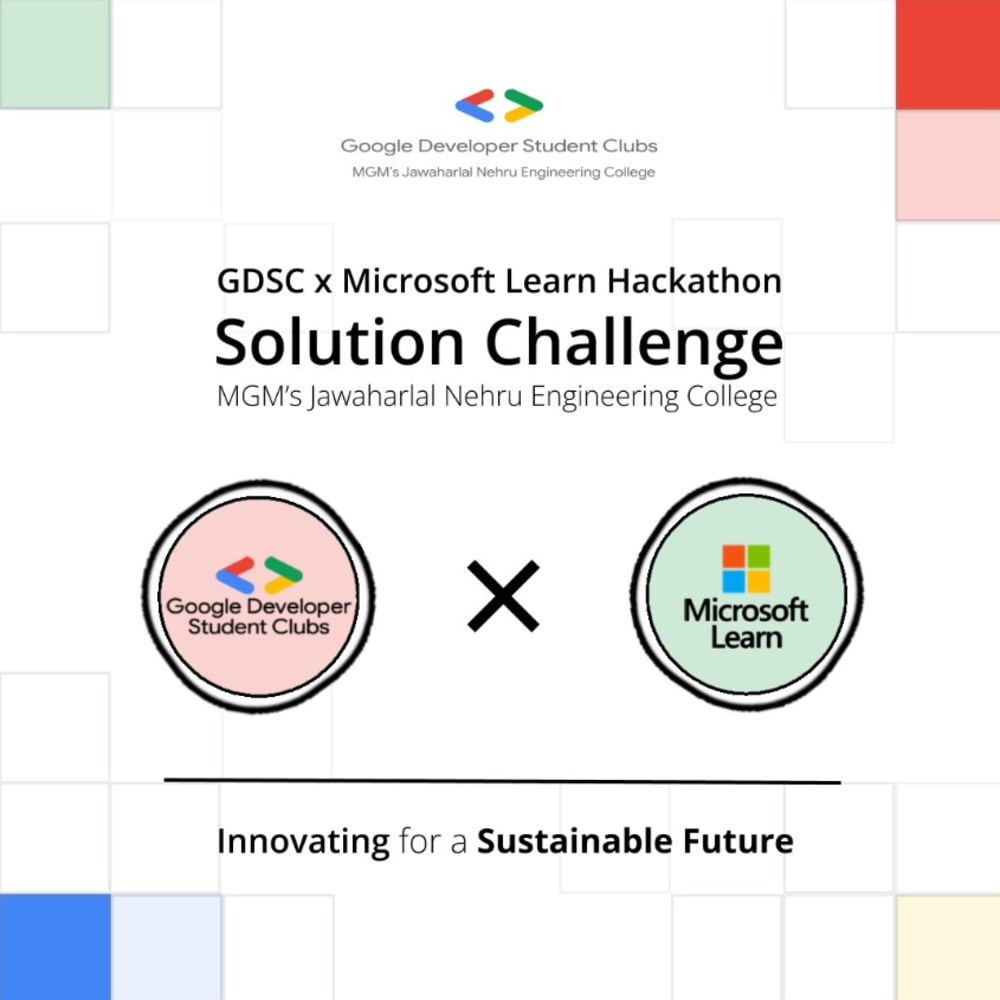 Google Developer Student Clubs
MGM's Jawaharlal Nehru Engineering College
GDSC x Microsoft Learn Hackathon
Solution Challenge
MGM's Jawaharlal Nehru Engineering College
Google Developer
Student Clubs
Microsoft
Learn
Innovating for a Sustainable Future